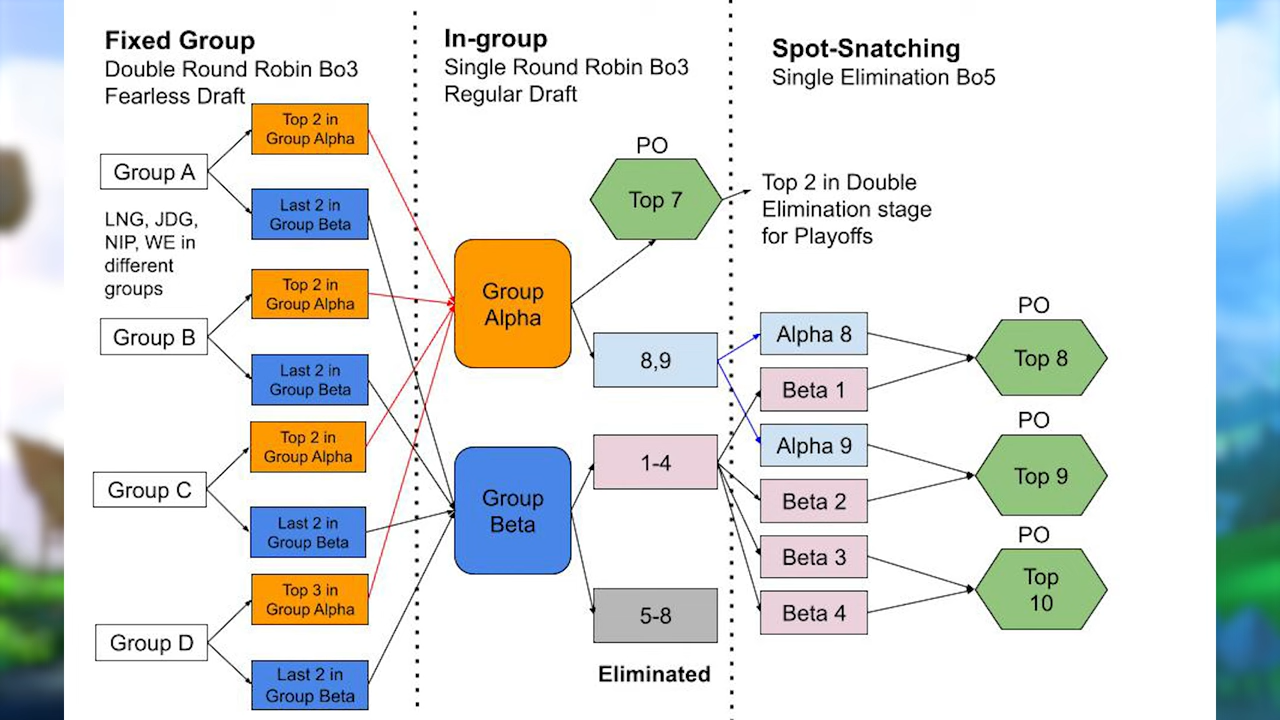 Fixed Group
Double Round Robin Bo3
Fearless Draft
Top 2 in
Group Alpha
Group A
Last 2 in
Group Beta
LNG, JDG,
NIP, WE in
different
groups
Top 2 in
Group Alpha
Group B
Last 2 in
Group Beta
Top 2 in
Group Alpha
Group C
Last 2 in
Group Beta
Top 3 in
Group Alpha
Group D
Last 2 in
Group Beta
In-group
Single Round Robin Bo3
Regular Draft
PO
Top 7
Group
Alpha
8,9
Group
Beta
1-4
5-8
Eliminated
Spot-Snatching
Single Elimination Bo5
Top 2 in Double
Elimination stage
for Playoffs
Alpha 8
Beta 1
PO
Top 8
Alpha 9
Beta 2
PO
Top 9
Beta 3
Beta 4
PO
Top
10